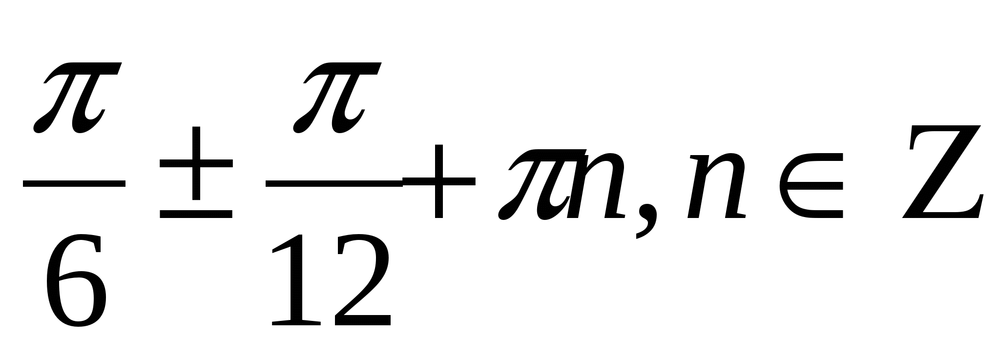 π/6 ± π/12 + πn, n ∈ Z